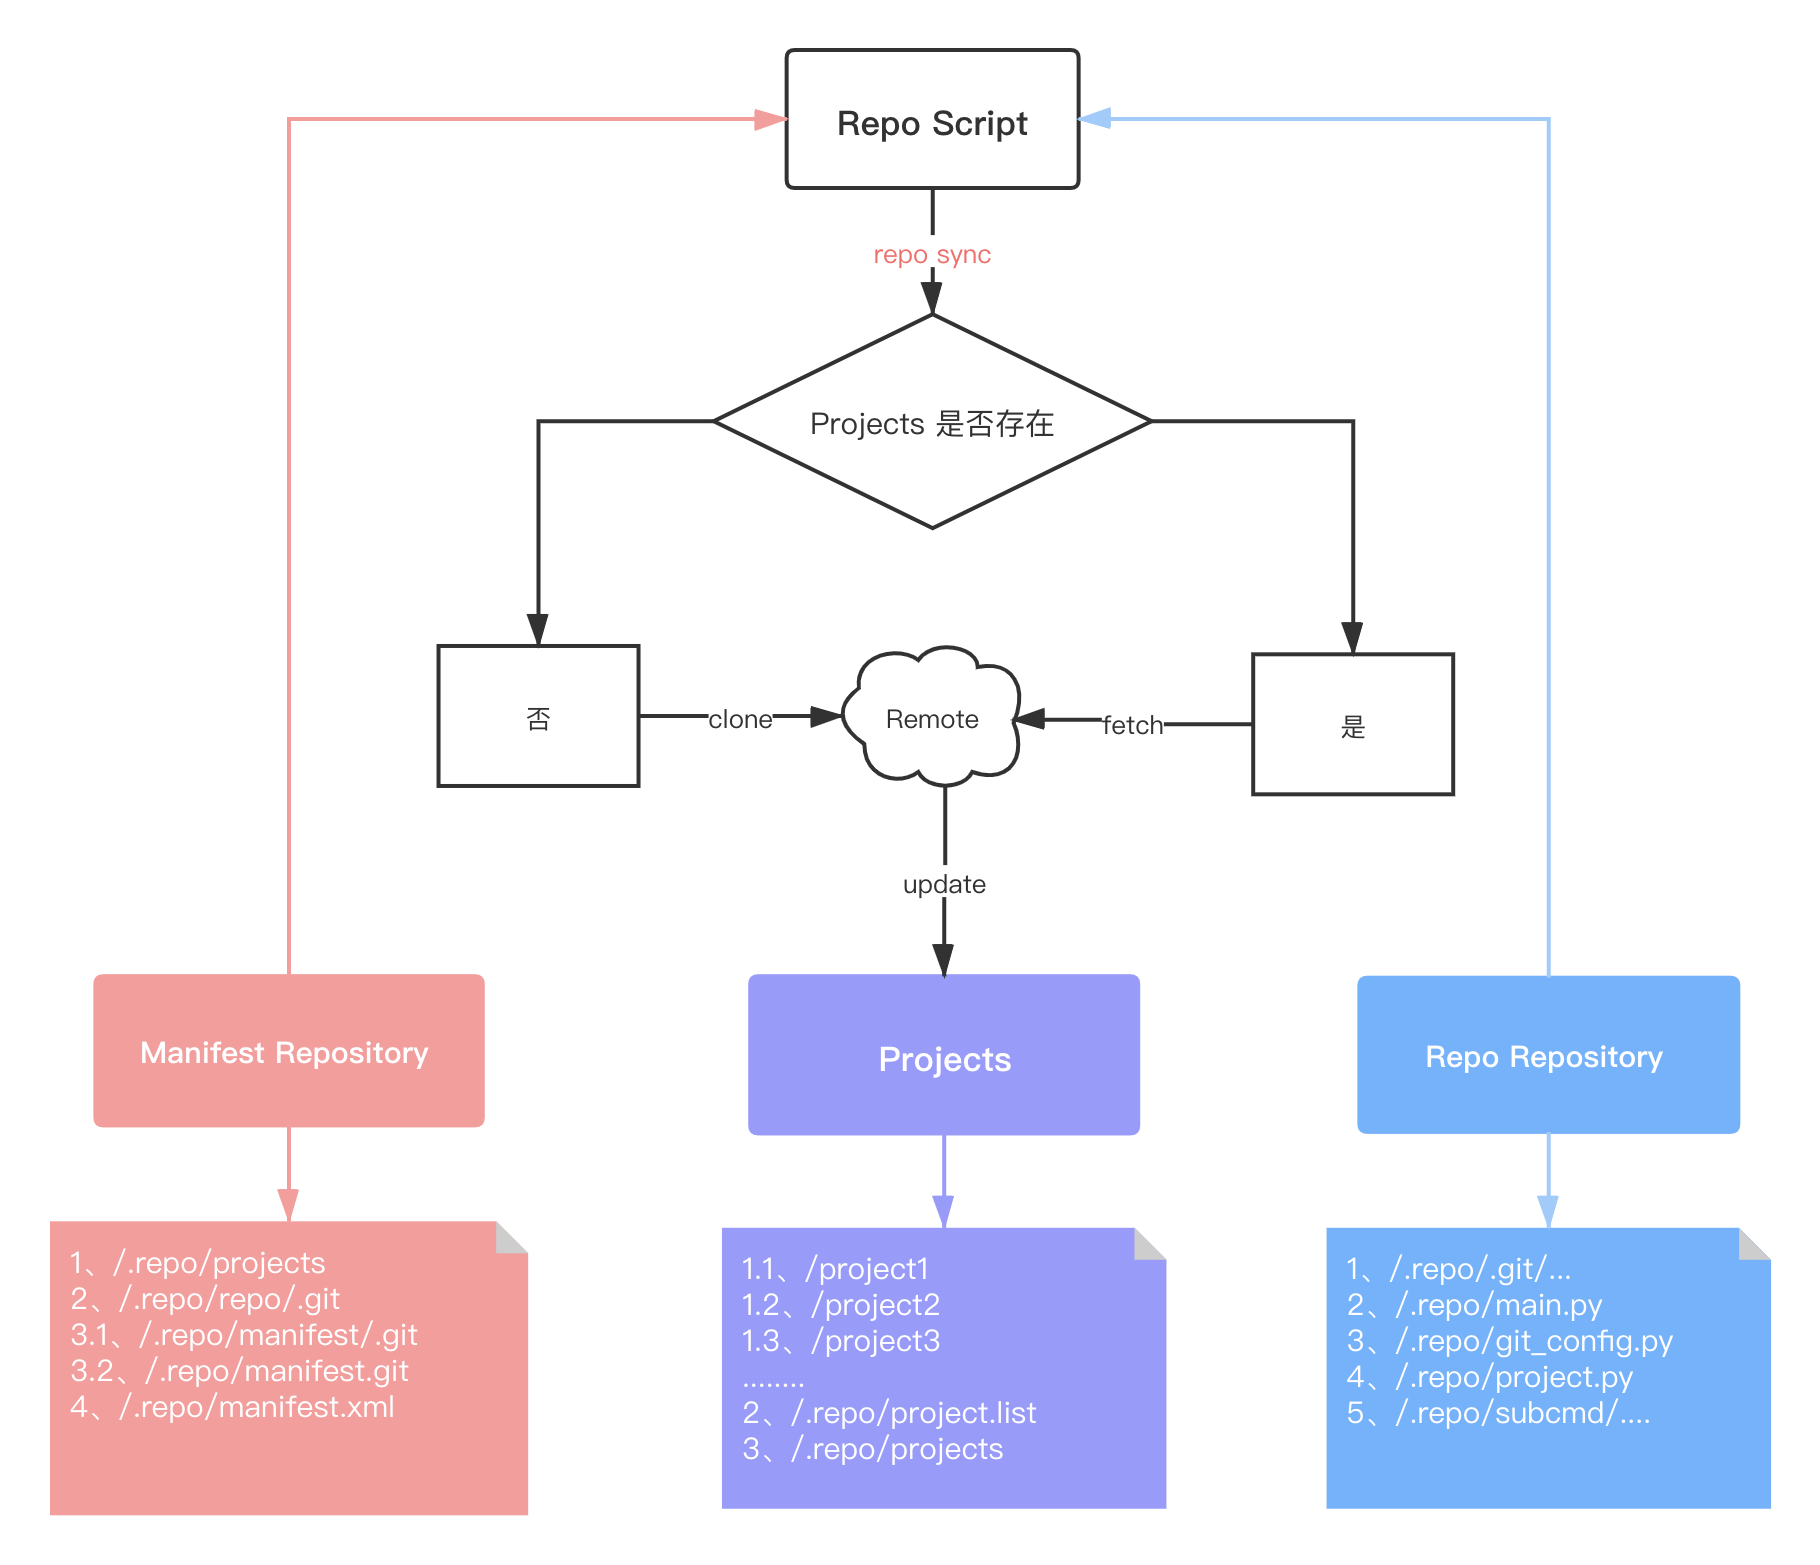 Repo Script
repo sync
Projects 是否存在
否
clone
Remote
fetch
是
update
Manifest Repository
Projects
Repo Repository
1、/.repo/projects
2、/.repo/repo/.git
3.1、/.repo/manifest/.git
3.2、/.repo/manifest.git
4、/.repo/manifest.xml
1.1、/project1
1.2、/project2
1.3、/project3
........
2、/.repo/project.list
3、/.repo/projects
1、/.repo/.git/...
2、/.repo/main.py
3、/.repo/git_config.py
4、/.repo/project.py
5、/.repo/subcmd/....